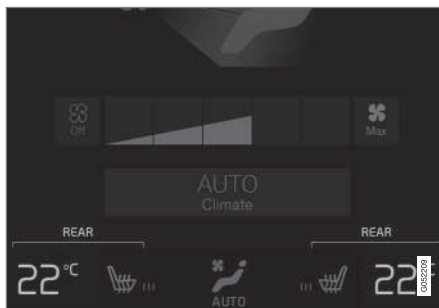 Off
Max
AUTO
Climate
REAR
REAR
22°C
22°C
AUTO
G052209